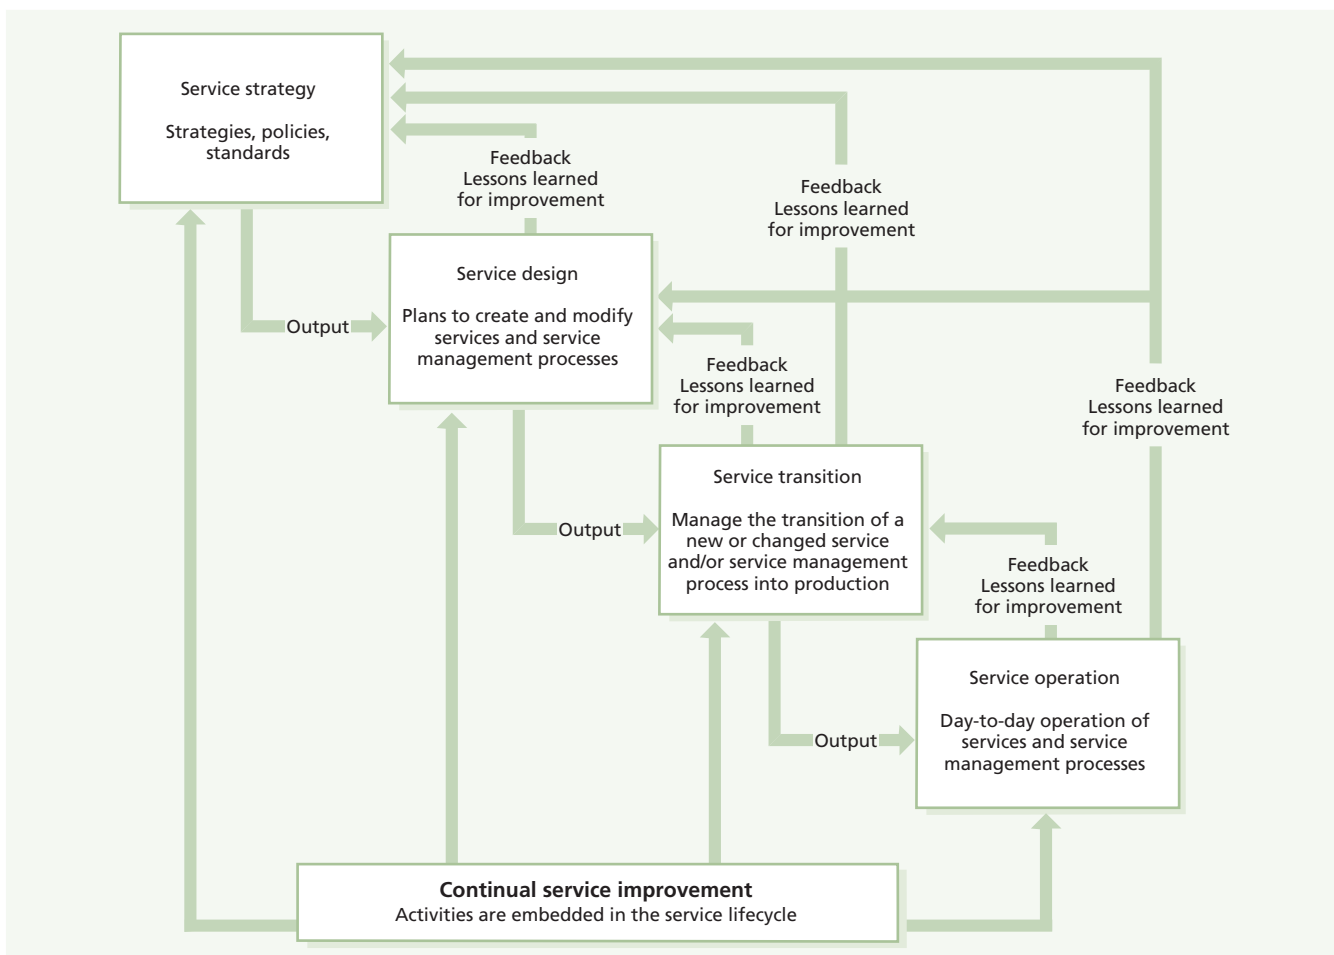 Service strategy
Strategies, policies,
standards
Feedback
Lessons learned
for improvement
Feedback
Lessons learned
for improvement
Service design
Plans to create and modify
services and service
management processes
Output
Feedback
Lessons learned
for improvement
Feedback
Lessons learned
for improvement
Service transition
Manage the transition of a
new or changed service
and/or service management
process into production
Output
Feedback
Lessons learned
for improvement
Service operation
Day-to-day operation of
services and service
management processes
Output
Continual service improvement
Activities are embedded in the service lifecycle